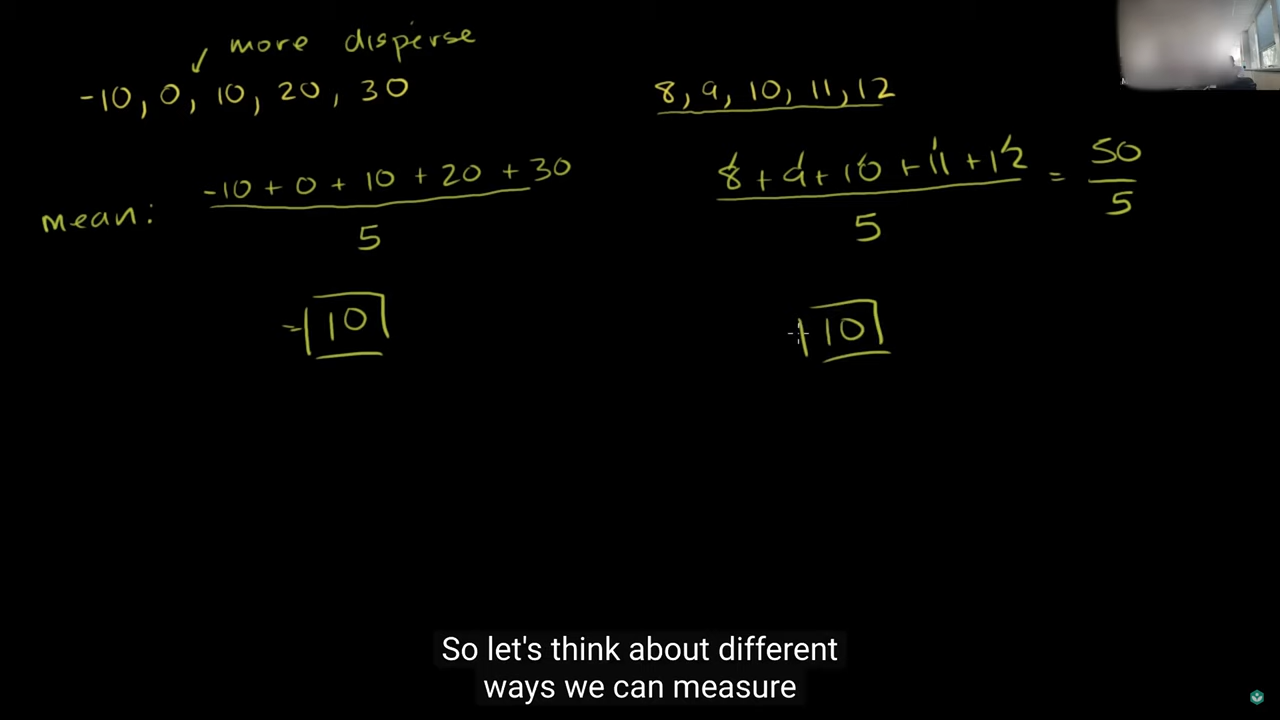 more disperse
-10, 0, 10, 20, 30
8, 9, 10, 11, 12
mean:
-10 + 0 + 10 + 20 + 30
5
8 + 9 + 10 + 11 + 12 = 50
5 5
= 10
10
So let's think about different
ways we can measure